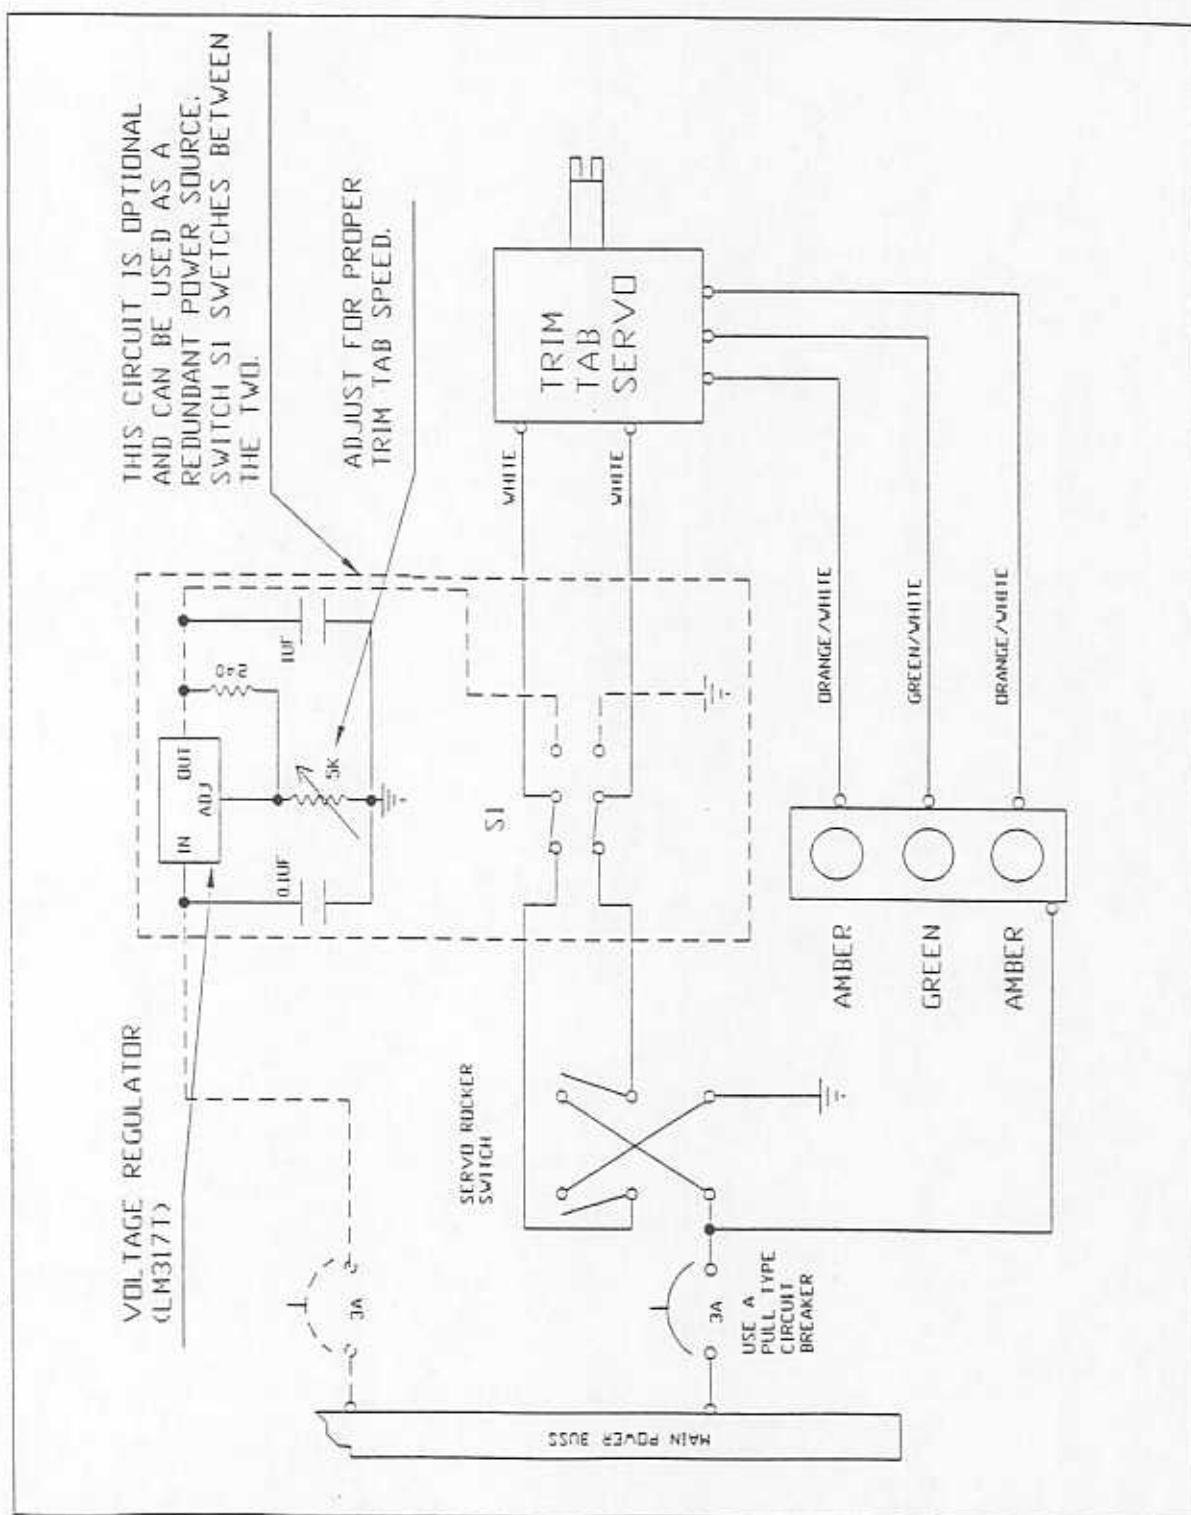 THIS CIRCUIT IS OPTIONAL
AND CAN BE USED AS A
REDUNDANT POWER SOURCE.
SWITCH S1 SWETCHES BETWEEN
THE TWO.
ADJUST FOR PROPER
TRIM TAB SPEED.
VOLTAGE REGULATOR
(LM317T)
IN
OUT
ADJ
240
1UF
0.1UF
5K
S1
WHITE
WHITE
TRIM
TAB
SERVO
3A
SERVO ROCKER
SWITCH
3A
USE A
PULL TYPE
CIRCUIT
BREAKER
MAIN POWER BUSS
ORANGE/WHITE
GREEN/WHITE
ORANGE/WHITE
AMBER
GREEN
AMBER